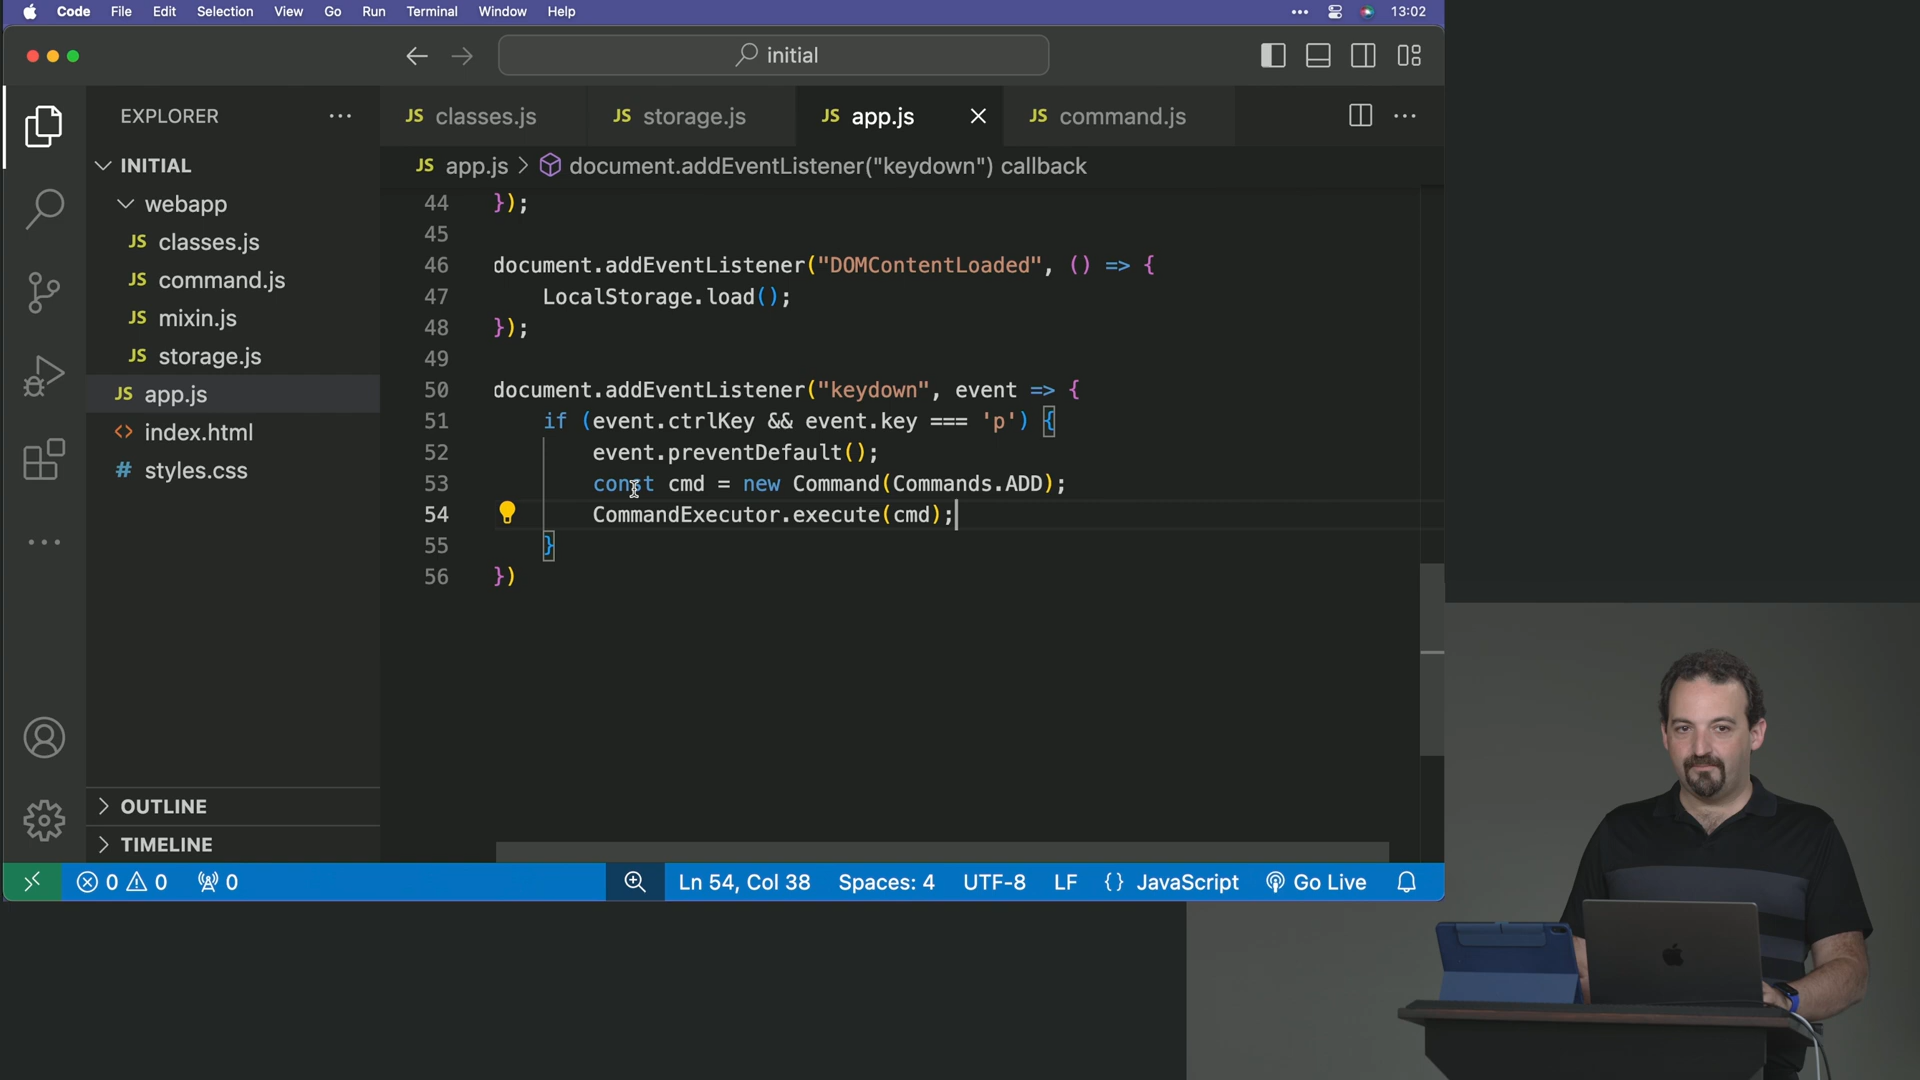 Code File Edit Selection View Go Run Terminal Window Help 13:02
initial
EXPLORER
INITIAL
webapp
JS classes.js
JS command.js
JS mixin.js
JS storage.js
JS app.js
<> index.html
# styles.css
OUTLINE
TIMELINE
JS classes.js JS storage.js JS app.js JS command.js
JS app.js > document.addEventListener("keydown") callback
44 });
45
46 document.addEventListener("DOMContentLoaded", () => {
47 LocalStorage.load();
48 });
49
50 document.addEventListener("keydown", event => {
51 if (event.ctrlKey && event.key === 'p') {
52 event.preventDefault();
53 const cmd = new Command(Commands.ADD);
54 CommandExecutor.execute(cmd);
55 }
56 })
0 0 0 Ln 54, Col 38 Spaces: 4 UTF-8 LF {} JavaScript Go Live